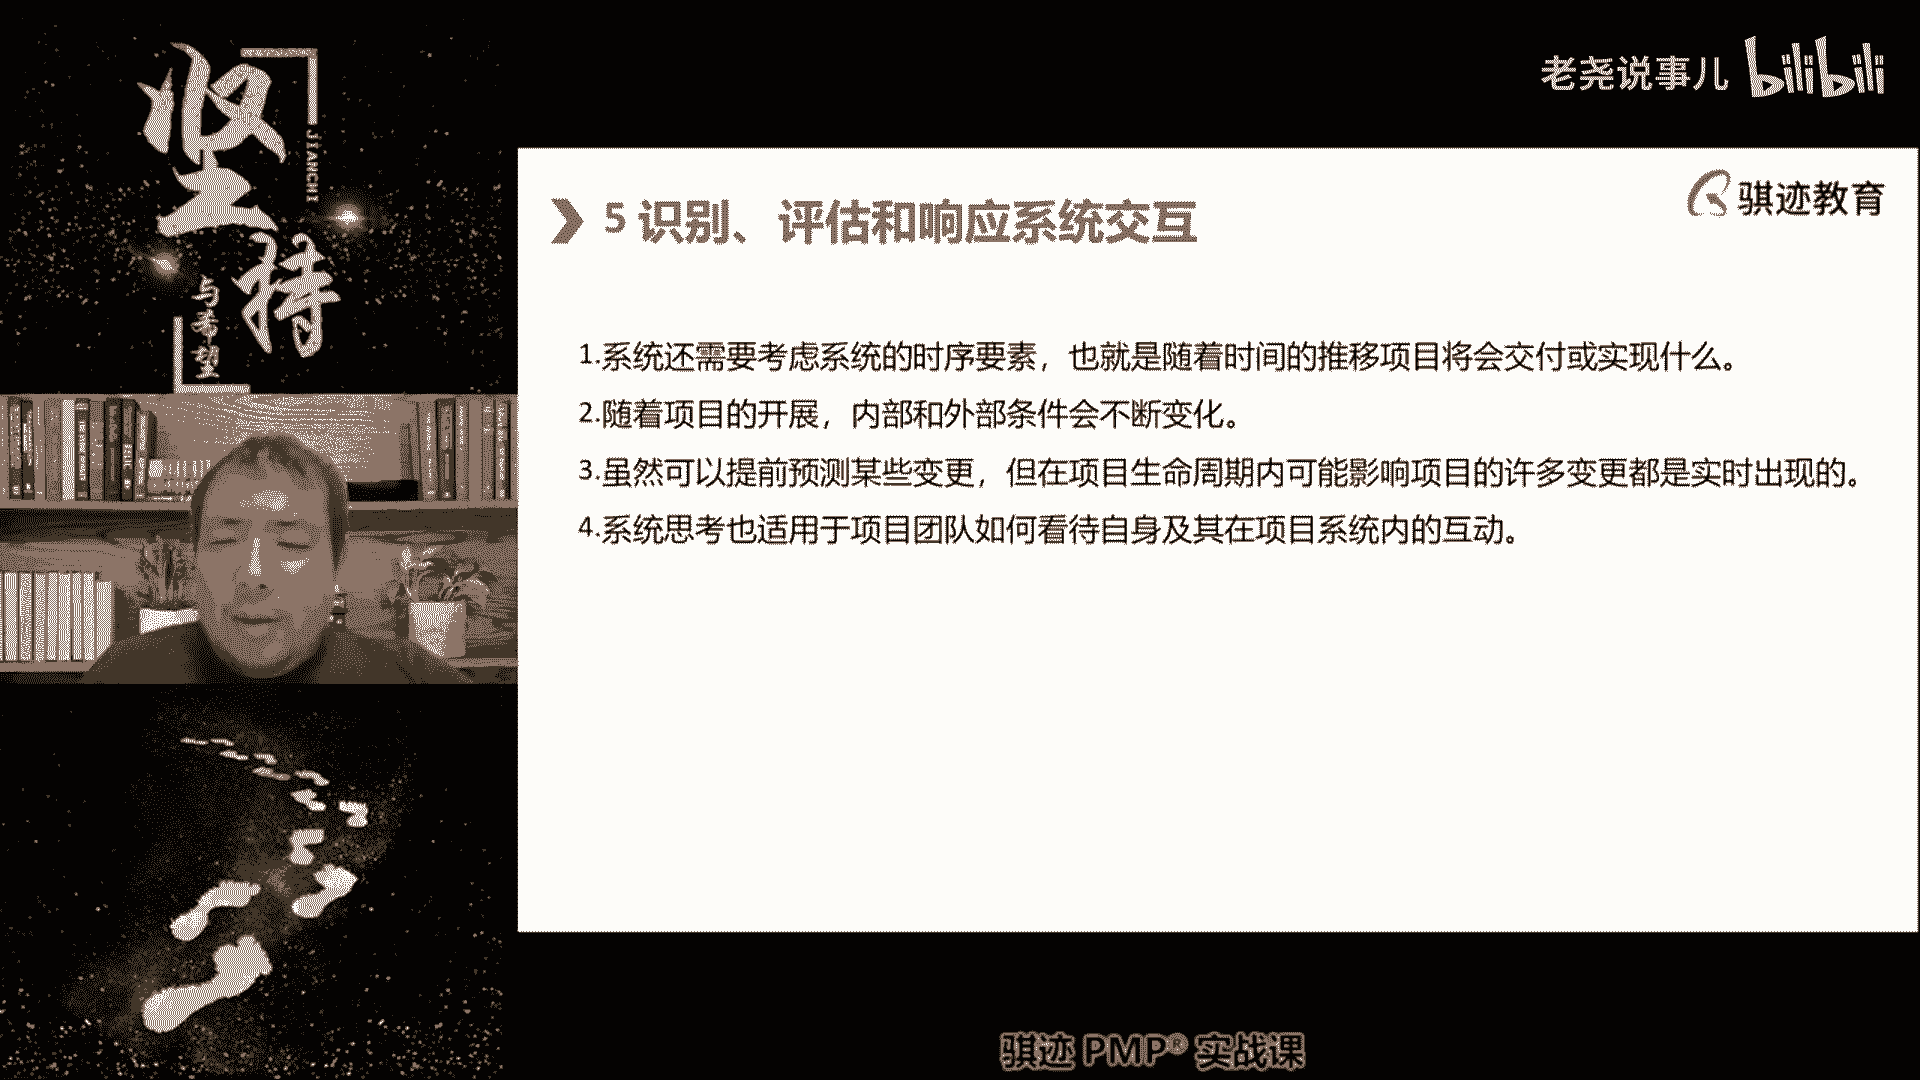 坚持
JIANCHI
与希望
老尧说事儿 bilibili
骐迹教育
5 识别、评估和响应系统交互
1.系统还需要考虑系统的时序要素，也就是随着时间的推移项目将会交付或实现什么。
2.随着项目的开展，内部和外部条件会不断变化。
3.虽然可以提前预测某些变更，但在项目生命周期内可能影响项目的许多变更都是实时出现的。
4.系统思考也适用于项目团队如何看待自身及其在项目系统内的互动。
骐迹 PMP® 实战课